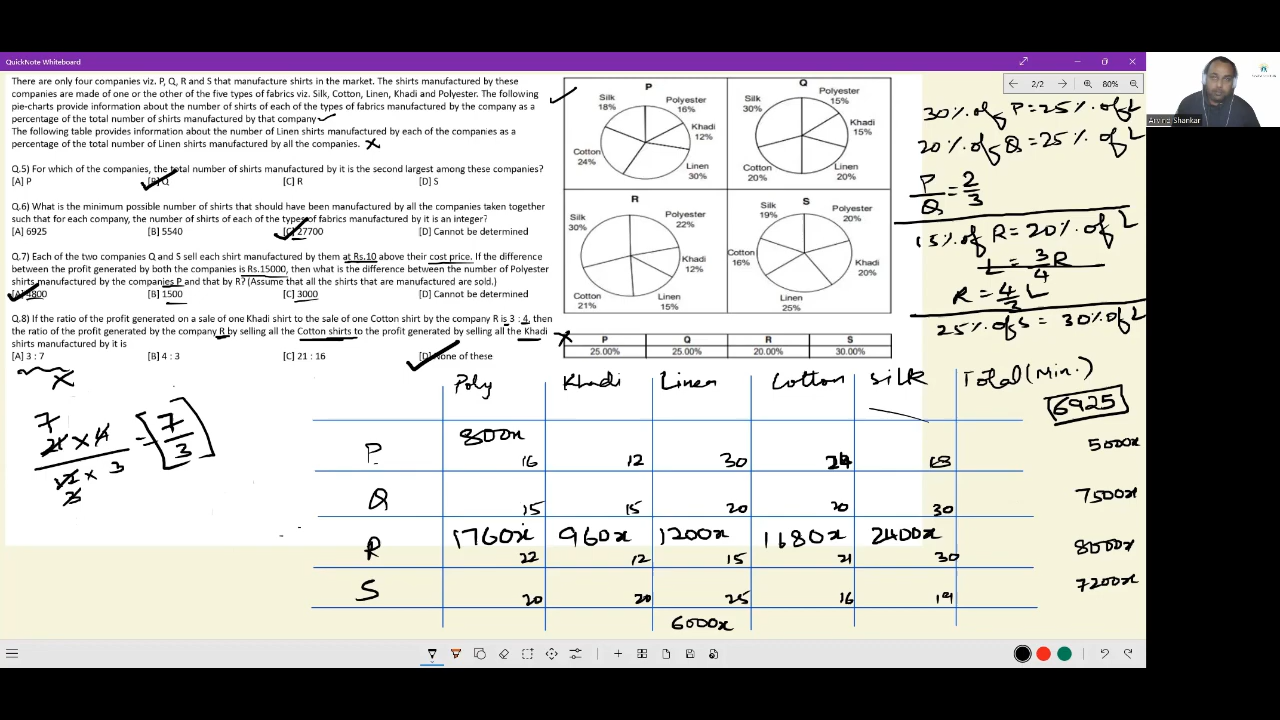 QuickNote Whiteboard
There are only four companies viz. P, Q, R and S that manufacture shirts in the market. The shirts manufactured by these
companies are made of one or the other of the five types of fabrics viz. Silk, Cotton, Linen, Khadi and Polyester. The following
pie-charts provide information about the number of shirts of each of the types of fabrics manufactured by the company as a
percentage of the total number of shirts manufactured by that company
The following table provides information about the number of Linen shirts manufactured by each of the companies as a
percentage of the total number of Linen shirts manufactured by all the companies.
Q.5) For which of the companies, the total number of shirts manufactured by it is the second largest among these companies?
[A] P [B] Q [C] R [D] S
Q.6) What is the minimum possible number of shirts that should have been manufactured by all the companies taken together
such that for each company, the number of shirts of each of the types of fabrics manufactured by it is an integer?
[A] 6925 [B] 5540 [C] 27700 [D] Cannot be determined
Q.7) Each of the two companies Q and S sell each shirt manufactured by them at Rs.10 above their cost price. If the difference
between the profit generated by both the companies is Rs.15000, then what is the difference between the number of Polyester
shirts manufactured by the companies P and that by R? (Assume that all the shirts that are manufactured are sold.)
[A] 4800 [B] 1500 [C] 3000 [D] Cannot be determined
Q.8) If the ratio of the profit generated on a sale of one Khadi shirt to the sale of one Cotton shirt by the company R is 3 : 4, then
the ratio of the profit generated by the company R by selling all the Cotton shirts to the profit generated by selling all the Khadi
shirts manufactured by it is
[A] 3 : 7 [B] 4 : 3 [C] 21 : 16 [D] None of these
P
Silk 18%
Polyester 16%
Khadi 12%
Linen 30%
Cotton 24%
Q
Silk 30%
Polyester 15%
Khadi 15%
Linen 20%
Cotton 20%
R
Silk 30%
Polyester 22%
Khadi 12%
Linen 15%
Cotton 21%
S
Silk 19%
Polyester 20%
Khadi 20%
Linen 25%
Cotton 16%
P Q R S
25.00% 25.00% 20.00% 30.00%
2/2
80%
Arvind Shankar
30% of P = 25% of L
20% of Q = 25% of L
P/Q = 2/3
15% of R = 20% of L
L = 3/4 R
R = 4/3 L
25% of S = 30% of L
7
21 x 4 / 12 x 3 = [7/3]
3
Poly Khadi Linen Cotton Silk Total (Min.)
6925
P 800x 16 12 30 24 18 5000x
Q 15 15 20 20 30 7500x
R 1760x 960x 1200x 1680x 2400x 8000x
22 12 15 21 30
S 20 20 25 16 19 7200x
6000x